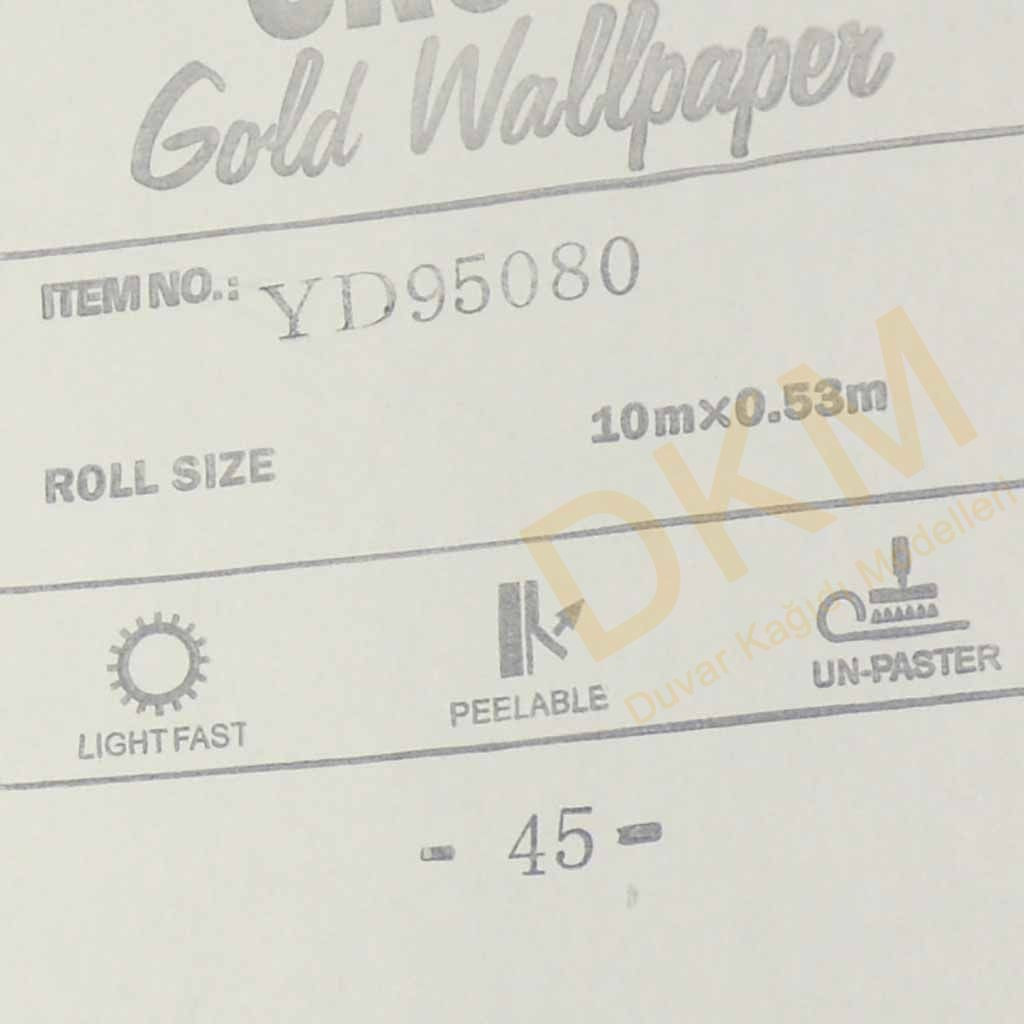 Gold Wallpaper
ITEM NO.: YD95080
ROLL SIZE 10m×0.53m
LIGHT FAST PEELABLE UN-PASTER
- 45 -
DKM
Duvar Kağıdı Modelleri